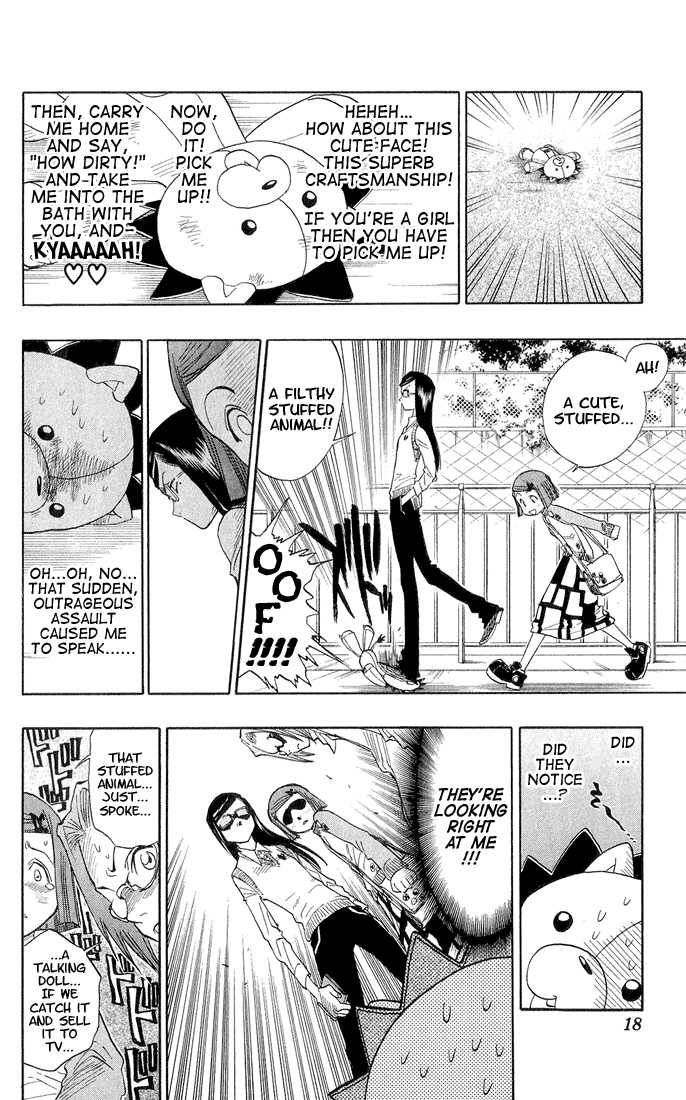 HEHEH...
HOW ABOUT THIS
CUTE FACE!
THIS SUPERB
CRAFTSMANSHIP!
IF YOU'RE A GIRL
THEN YOU HAVE
TO PICK ME UP!
NOW,
DO
IT!
PICK
ME
UP!!
THEN, CARRY
ME HOME
AND SAY,
"HOW DIRTY!"
AND TAKE
ME INTO THE
BATH WITH
YOU, AND-
KYAAAAAH!
♡♡
AH!
A CUTE,
STUFFED...
A FILTHY
STUFFED
ANIMAL!!
OOF!!!!!
OH...OH, NO...
THAT SUDDEN,
OUTRAGEOUS
ASSAULT
CAUSED ME
TO SPEAK......
DID
...
DID
THEY
NOTICE
....?
THEY'RE
LOOKING
RIGHT
AT ME
!!!
THAT
STUFFED
ANIMAL...
JUST...
SPOKE...
...A
TALKING
DOLL...
IF WE
CATCH IT
AND SELL
IT TO
TV...
18